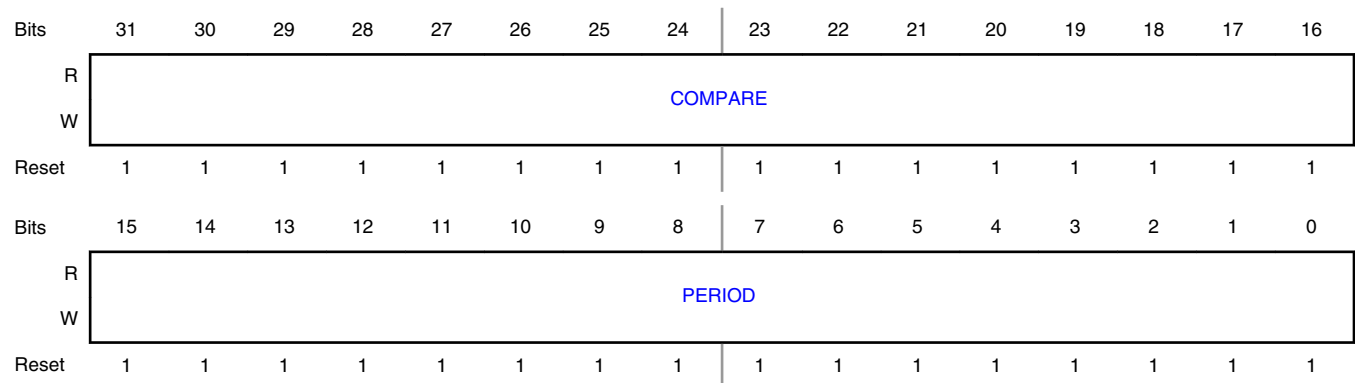 Bits 31 30 29 28 27 26 25 24 23 22 21 20 19 18 17 16
R
COMPARE
W
Reset 1 1 1 1 1 1 1 1 1 1 1 1 1 1 1 1
Bits 15 14 13 12 11 10 9 8 7 6 5 4 3 2 1 0
R
PERIOD
W
Reset 1 1 1 1 1 1 1 1 1 1 1 1 1 1 1 1